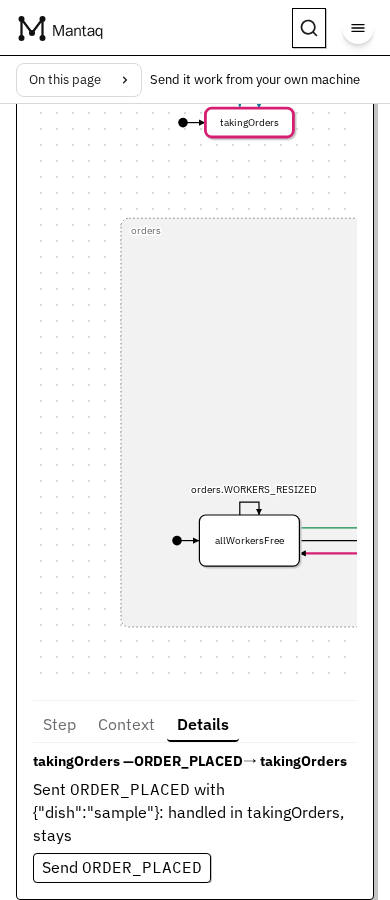 Mantaq
On this page
Send it work from your own machine
takingOrders
orders
orders.WORKERS_RESIZED
allWorkersFree
Step Context Details
takingOrders —ORDER_PLACED→ takingOrders
Sent ORDER_PLACED with
{"dish":"sample"}: handled in takingOrders,
stays
Send ORDER_PLACED